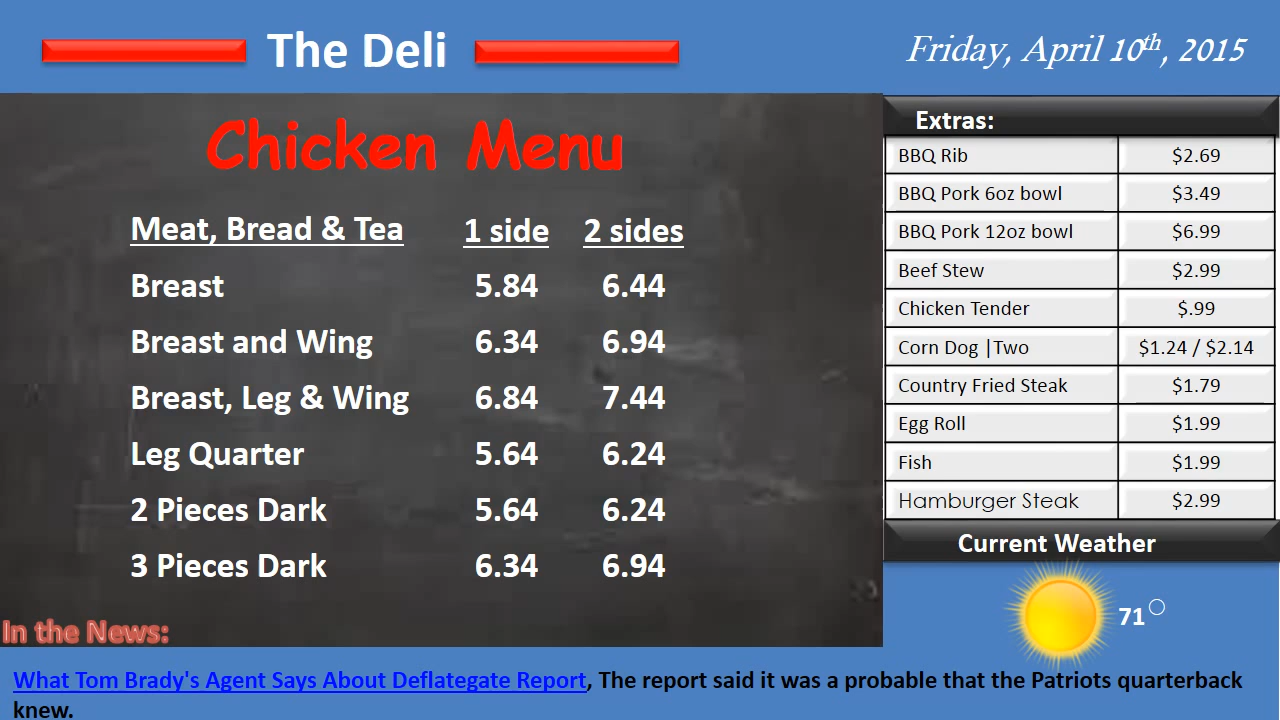 The Deli
Friday, April 10th, 2015
Chicken Menu
Meat, Bread & Tea 1 side 2 sides
Breast 5.84 6.44
Breast and Wing 6.34 6.94
Breast, Leg & Wing 6.84 7.44
Leg Quarter 5.64 6.24
2 Pieces Dark 5.64 6.24
3 Pieces Dark 6.34 6.94
Extras:
BBQ Rib $2.69
BBQ Pork 6oz bowl $3.49
BBQ Pork 12oz bowl $6.99
Beef Stew $2.99
Chicken Tender $.99
Corn Dog |Two $1.24 / $2.14
Country Fried Steak $1.79
Egg Roll $1.99
Fish $1.99
Hamburger Steak $2.99
Current Weather
71○
In the News:
What Tom Brady's Agent Says About Deflategate Report, The report said it was a probable that the Patriots quarterback
knew.